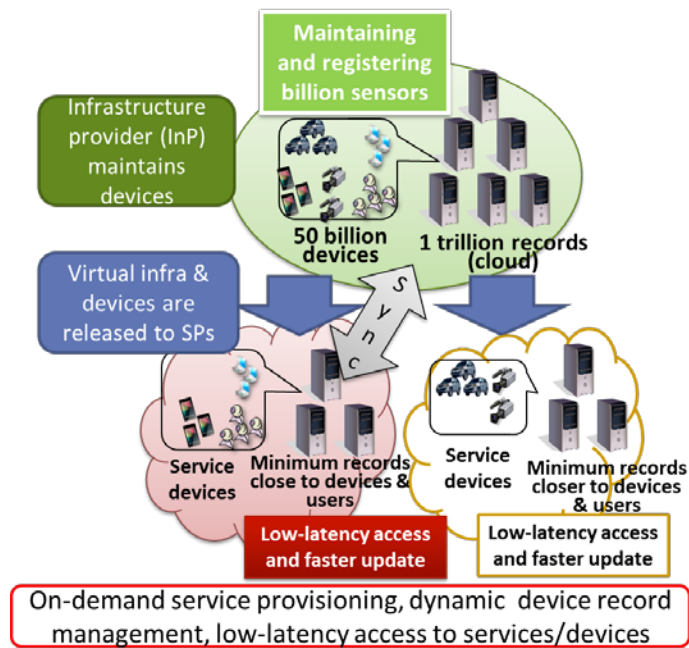 Maintaining
and registering
billion sensors
Infrastructure
provider (InP)
maintains
devices
50 billion
devices
1 trillion records
(cloud)
Virtual infra &
devices are
released to SPs
Sync
Service
devices
Minimum records
close to devices &
users
Service
devices
Minimum records
closer to devices
& users
Low-latency access
and faster update
Low-latency access
and faster update
On-demand service provisioning, dynamic device record
management, low-latency access to services/devices